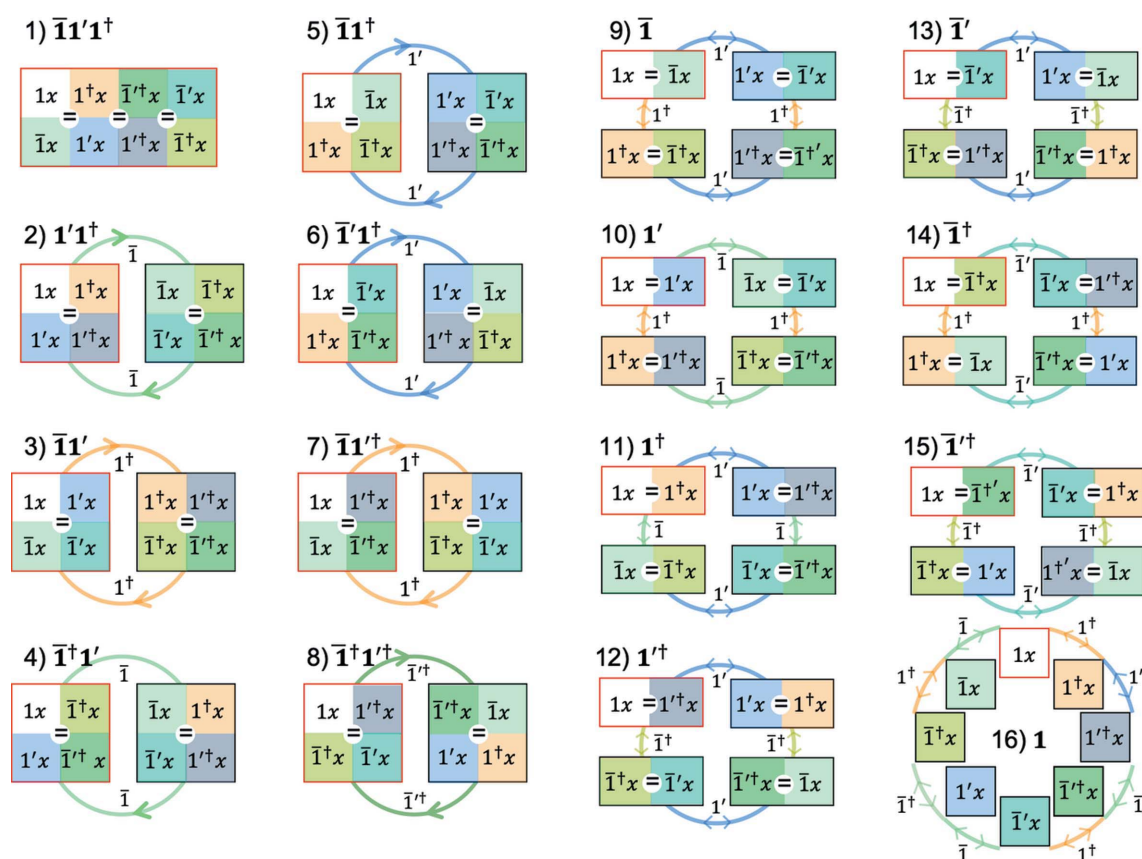 1) 1̅1′1†
1x 1†x 1̅′†x 1̅′x
= = =
1̅x 1′x 1′†x 1̅†x
5) 1̅1†
1′
1x 1̅x 1′x 1̅′x
= =
1†x 1̅†x 1′†x 1̅′†x
1′
9) 1̅
1′
1x = 1̅x 1′x = 1̅′x
1† 1†
1†x = 1̅†x 1′†x = 1̅†′x
1′
13) 1̅′
1′
1x = 1̅′x 1′x = 1̅x
1̅† 1̅†
1̅†x = 1′†x 1̅′†x = 1†x
1′
2) 1′1†
1̅
1x 1†x 1̅x 1̅†x
= =
1′x 1′†x 1̅′x 1̅′†x
1̅
6) 1̅′1†
1′
1x 1̅′x 1′x 1̅x
= =
1†x 1̅′†x 1′†x 1̅†x
1′
10) 1′
1̅
1x = 1′x 1̅x = 1̅′x
1† 1†
1†x = 1′†x 1̅†x = 1̅′†x
1̅
14) 1̅†
1̅′
1x = 1̅†x 1̅′x = 1′†x
1† 1†
1†x = 1̅x 1̅′†x = 1′x
1̅′
3) 1̅1′
1†
1x 1′x 1†x 1′†x
= =
1̅x 1̅′x 1̅†x 1̅′†x
1†
7) 1̅1′†
1†
1x 1′†x 1†x 1′x
= =
1̅x 1̅′†x 1̅†x 1̅′x
1†
11) 1†
1′
1x = 1†x 1′x = 1′†x
1̅ 1̅
1̅x = 1̅†x 1̅′x = 1̅′†x
1′
15) 1̅′†
1̅′
1x = 1̅†′x 1̅′x = 1†x
1̅† 1̅†
1̅†x = 1′x 1†′x = 1̅x
1̅′
4) 1̅†1′
1̅
1x 1̅†x 1̅x 1†x
= =
1′x 1̅′†x 1̅′x 1′†x
1̅
8) 1̅†1′†
1̅′†
1x 1′†x 1̅′†x 1̅x
= =
1̅†x 1̅′x 1′x 1†x
1̅′†
12) 1′†
1′
1x = 1′†x 1′x = 1†x
1̅† 1̅†
1̅†x = 1̅′x 1̅′†x = 1̅x
1′
1̅ 1x 1†
1† 1̅x 1†x 1′
1̅†x 16) 1 1′†x
1̅† 1′x 1̅′†x 1̅
1̅ 1̅′x 1†